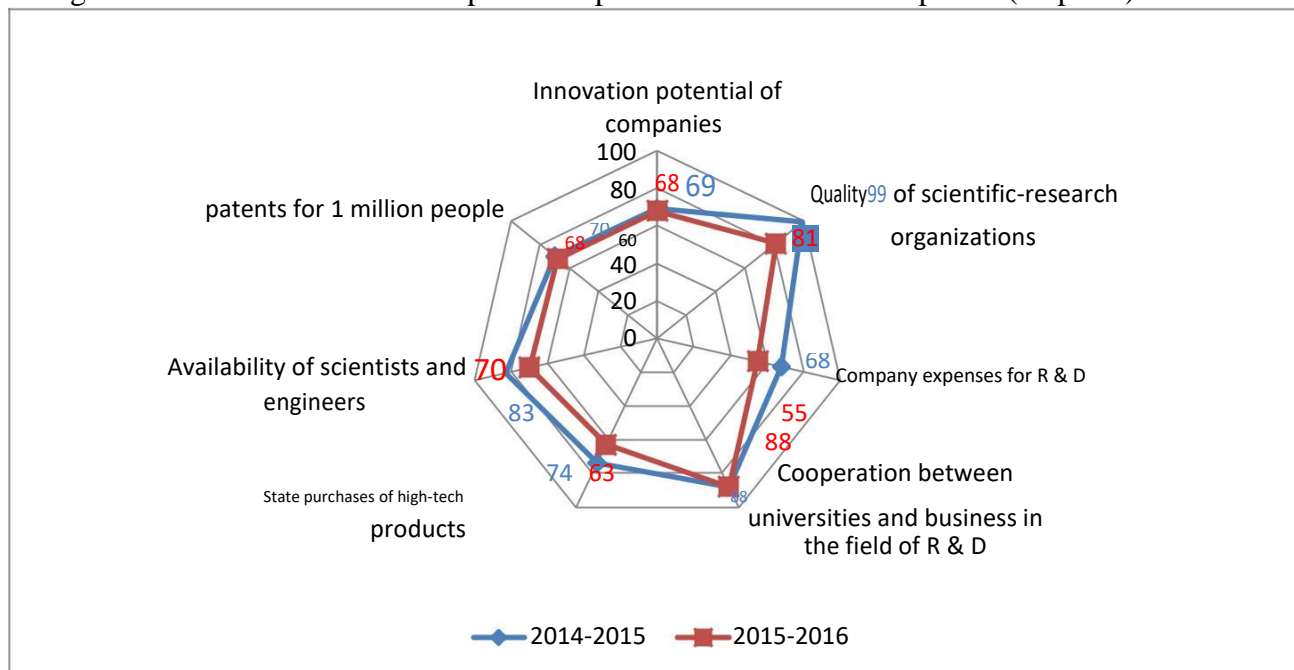 Innovation potential of
companies
100
68 69
80
Quality99 of scientific-research
organizations
81
patents for 1 million people
70
68
60
40
20
0
68
Company expenses for R & D
Availability of scientists and
engineers
70
83
55
88
Cooperation between
universities and business in
the field of R & D
88
74
63
State purchases of high-tech
products
2014-2015
2015-2016